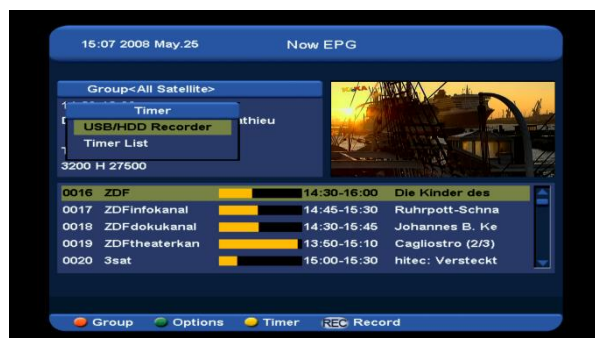 15:07 2008 May.25 Now EPG
Group<All Satellite>
Timer
thieu
USB/HDD Recorder
Timer List
3200 H 27500
0016 ZDF 14:30-16:00 Die Kinder des
0017 ZDFinfokanal 14:45-15:30 Ruhrpott-Schna
0018 ZDFdokukanal 14:30-15:45 Johannes B. Ke
0019 ZDFtheaterkan 13:50-15:10 Cagliostro (2/3)
0020 3sat 15:00-15:30 hitec: Versteckt
Group Options Timer REC Record